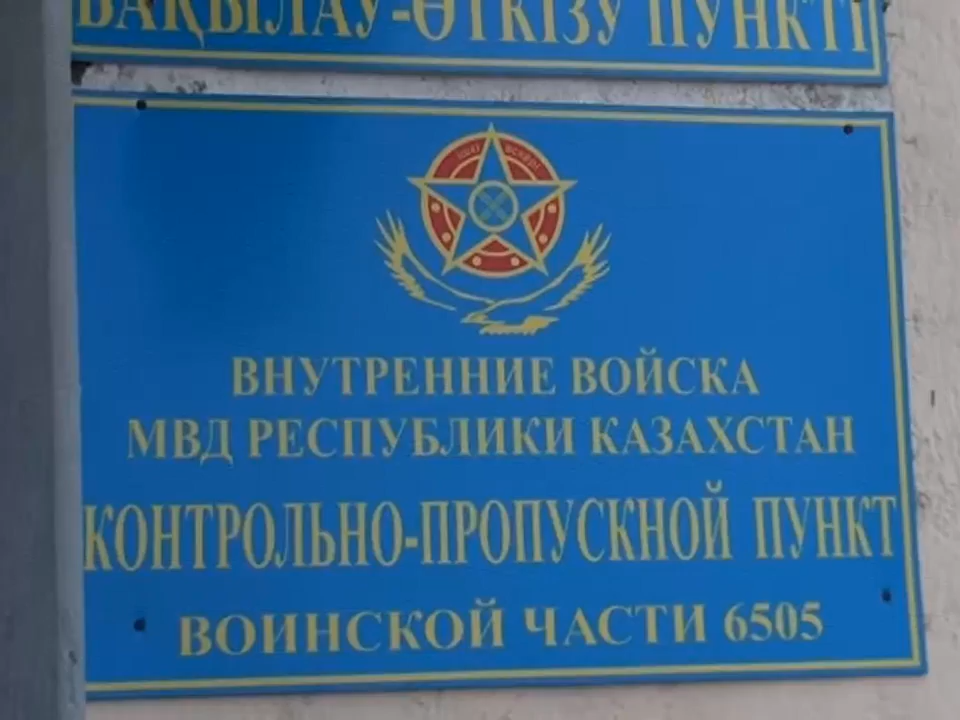 БАҚЫЛАУ-ӨТКІЗУ ПУНКТІ
ВНУТРЕННИЕ ВОЙСКА
МВД РЕСПУБЛИКИ КАЗАХСТАН
КОНТРОЛЬНО-ПРОПУСКНОЙ ПУНКТ
ВОИНСКОЙ ЧАСТИ 6505